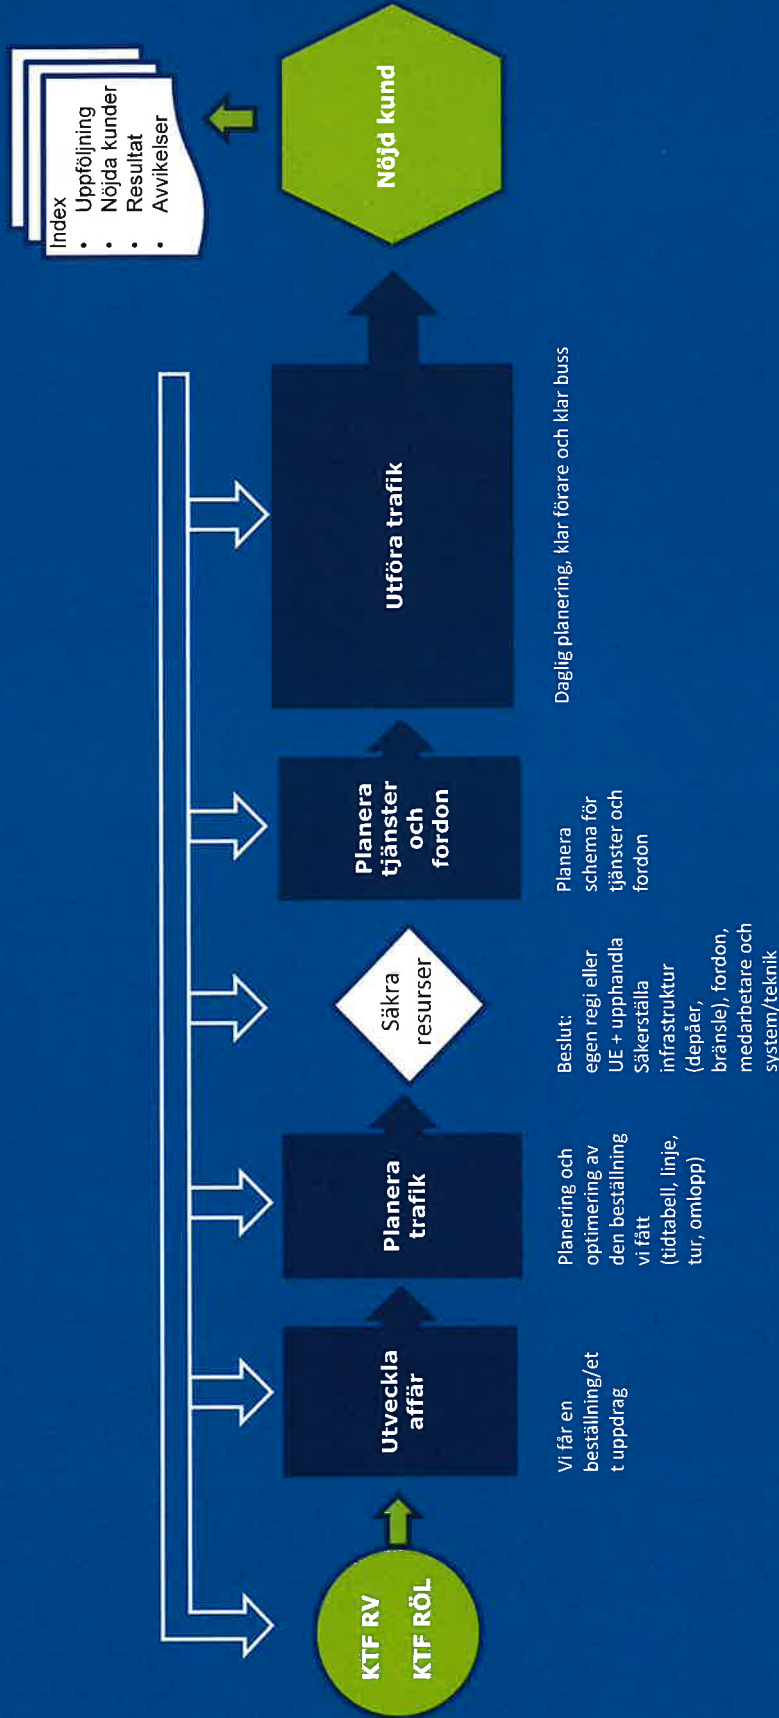 Index
• Uppföljning
• Nöjda kunder
• Resultat
• Avvikelser
KTF RV
KTF RÖL
Utveckla
affär
Planera
trafik
Säkra
resurser
Planera
tjänster
och
fordon
Utföra trafik
Nöjd kund
Vi får en
beställning/et
t uppdrag
Planering och
optimering av
den beställning
vi fått
(tidtabell, linje,
tur, omlopp)
Beslut:
egen regi eller
UE + upphandla
Säkerställa
infrastruktur
(depåer,
bränsle), fordon,
medarbetare och
system/teknik
Planera
schema för
tjänster och
fordon
Daglig planering, klar förare och klar buss